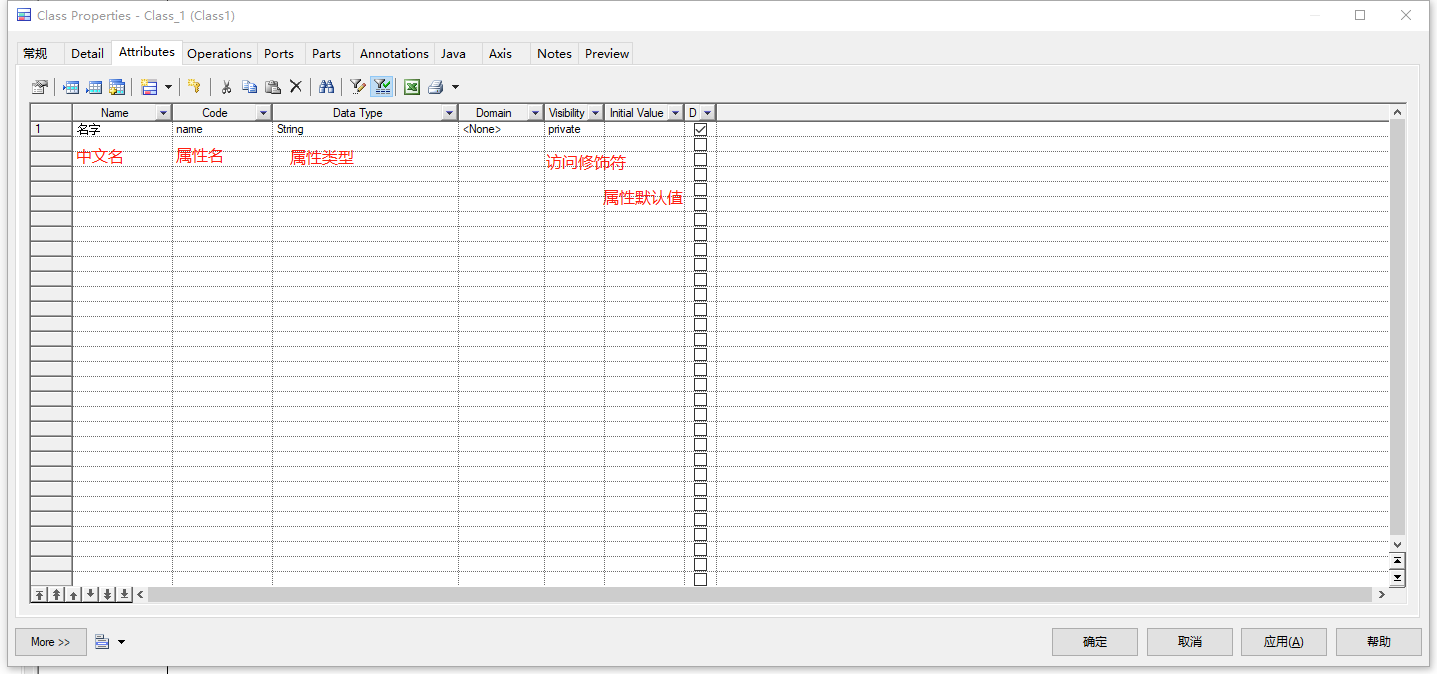 Class Properties - Class_1 (Class1)
常规 Detail Attributes Operations Ports Parts Annotations Java Axis Notes Preview
Name Code Data Type Domain Visibility Initial Value D
1 名字 name String <None> private
中文名 属性名 属性类型 访问修饰符
属性默认值
More >> 确定 取消 应用(A) 帮助